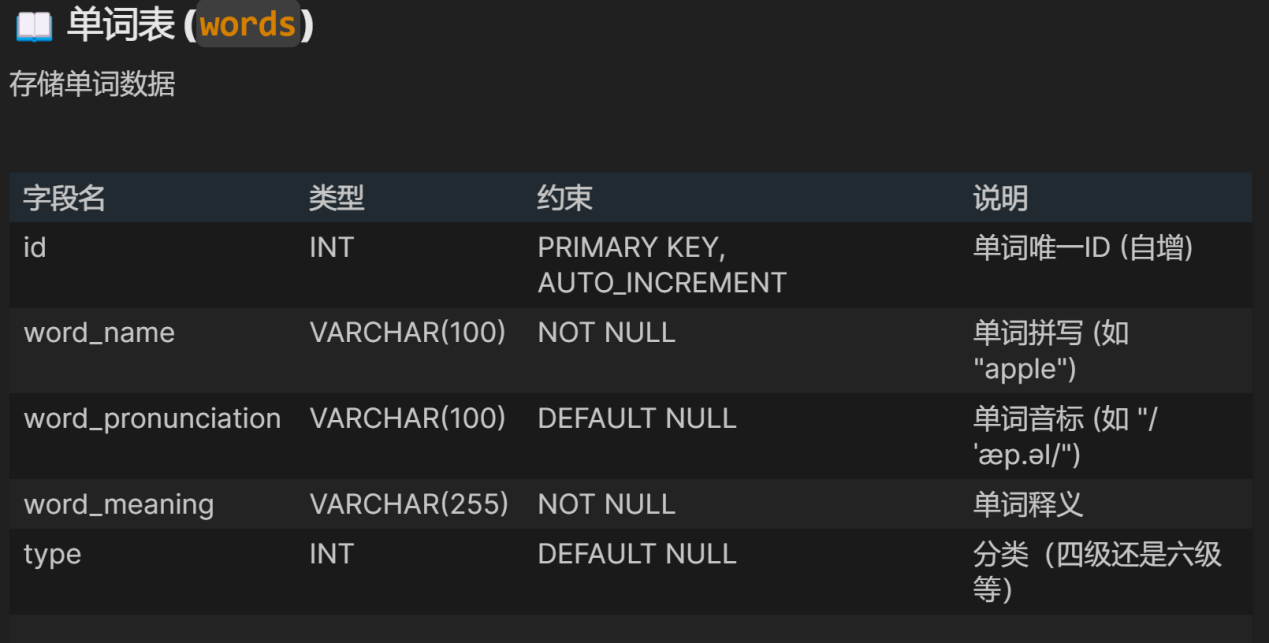 📖 单词表 (words)
存储单词数据
字段名 类型 约束 说明
id INT PRIMARY KEY, 单词唯一ID (自增)
AUTO_INCREMENT
word_name VARCHAR(100) NOT NULL 单词拼写 (如
"apple")
word_pronunciation VARCHAR(100) DEFAULT NULL 单词音标 (如 "/
ˈæp.əl/")
word_meaning VARCHAR(255) NOT NULL 单词释义
type INT DEFAULT NULL 分类（四级还是六级
等）